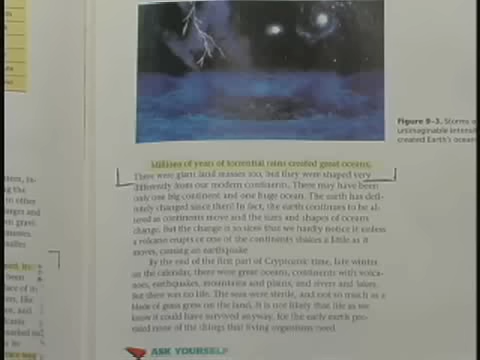 Figure 9-3. Storms
unimaginable
created Earth's
Millions of years of torrential rains created great oceans.
There were giant land masses too, but they were shaped very
differently from our modern continents. There may have been
only one big continent and one huge ocean. The earth has
changed since then! In fact, the earth continues to be
as continents move and the sizes and shapes of oceans
change. But the change is so slow that we hardly notice it unless
a volcano erupts or one of the continents shakes a little as it
moves, causing an earthquake.
By the end of the first part of Cryptozoic time, late winter
on the calendar, there were great oceans, continents with
earthquakes, mountains and plains, and rivers and lakes.
But there was no life. The seas were sterile, and not so much as a
blade of grass grew on the land. It is not likely that life as we
know it could have survived anyway, for the early earth
none of the things that living organisms need.
ASK YOURSELF